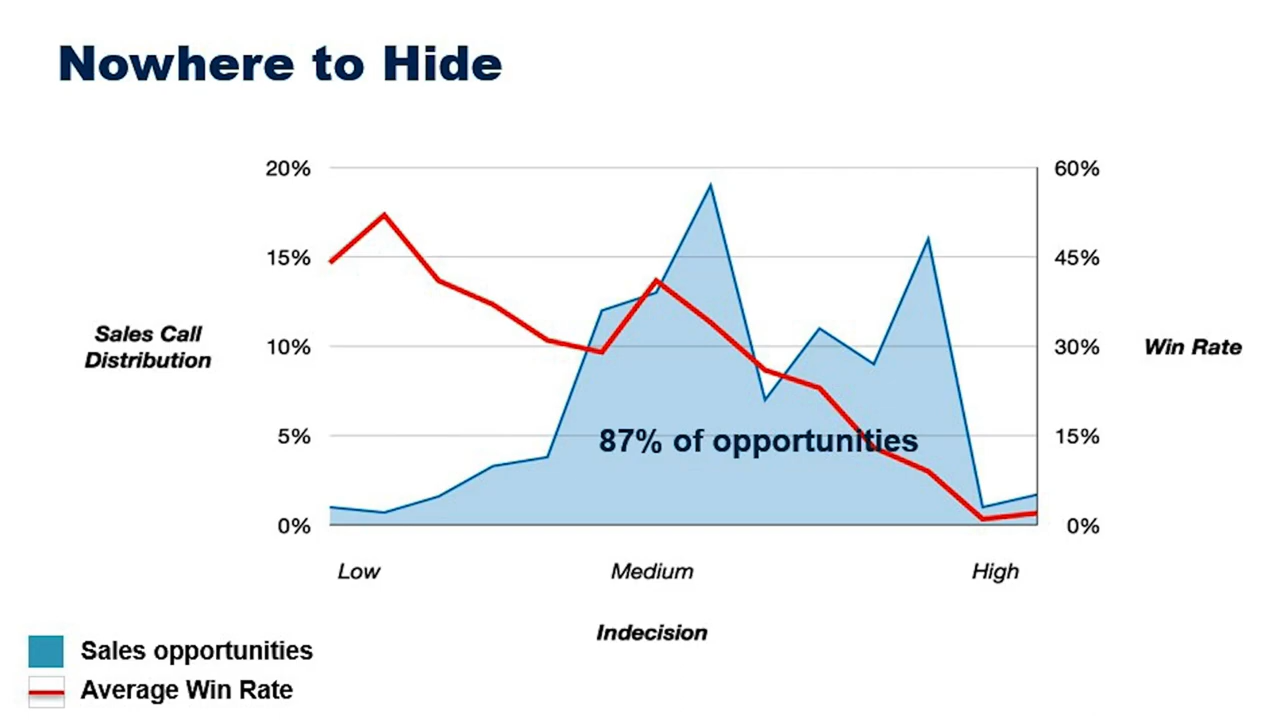 Nowhere to Hide
20%
60%
15%
45%
Sales Call
Distribution
10%
30%
Win Rate
87% of opportunities
5%
15%
0%
0%
Low
Medium
High
Indecision
Sales opportunities
Average Win Rate